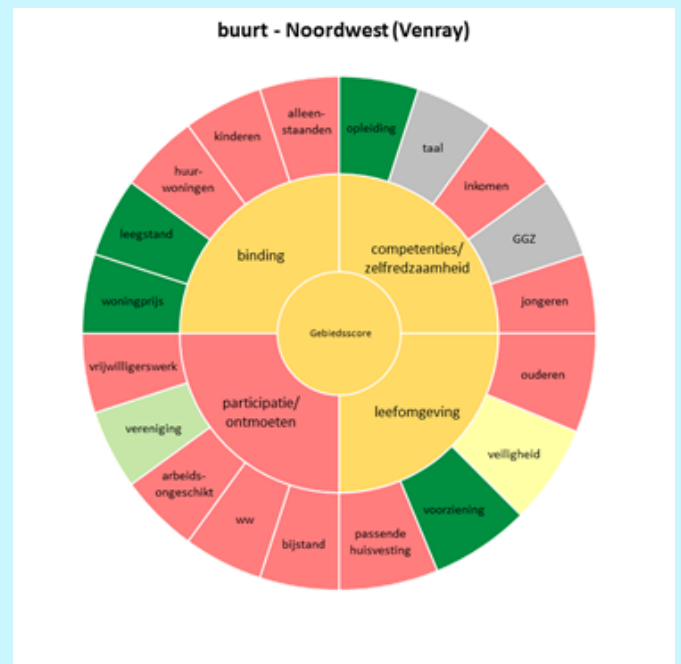 buurt - Noordwest (Venray)
alleen-
staanden
opleiding
kinderen
taal
huur-
woningen
inkomen
leegstand
GGZ
binding
competenties/
zelfredzaamheid
woningprijs
jongeren
Gebiedsscore
vrijwilligerswerk
ouderen
participatie/
ontmoeten
leefomgeving
vereniging
veiligheid
arbeids-
ongeschikt
voorziening
ww
bijstand
passende
huisvesting